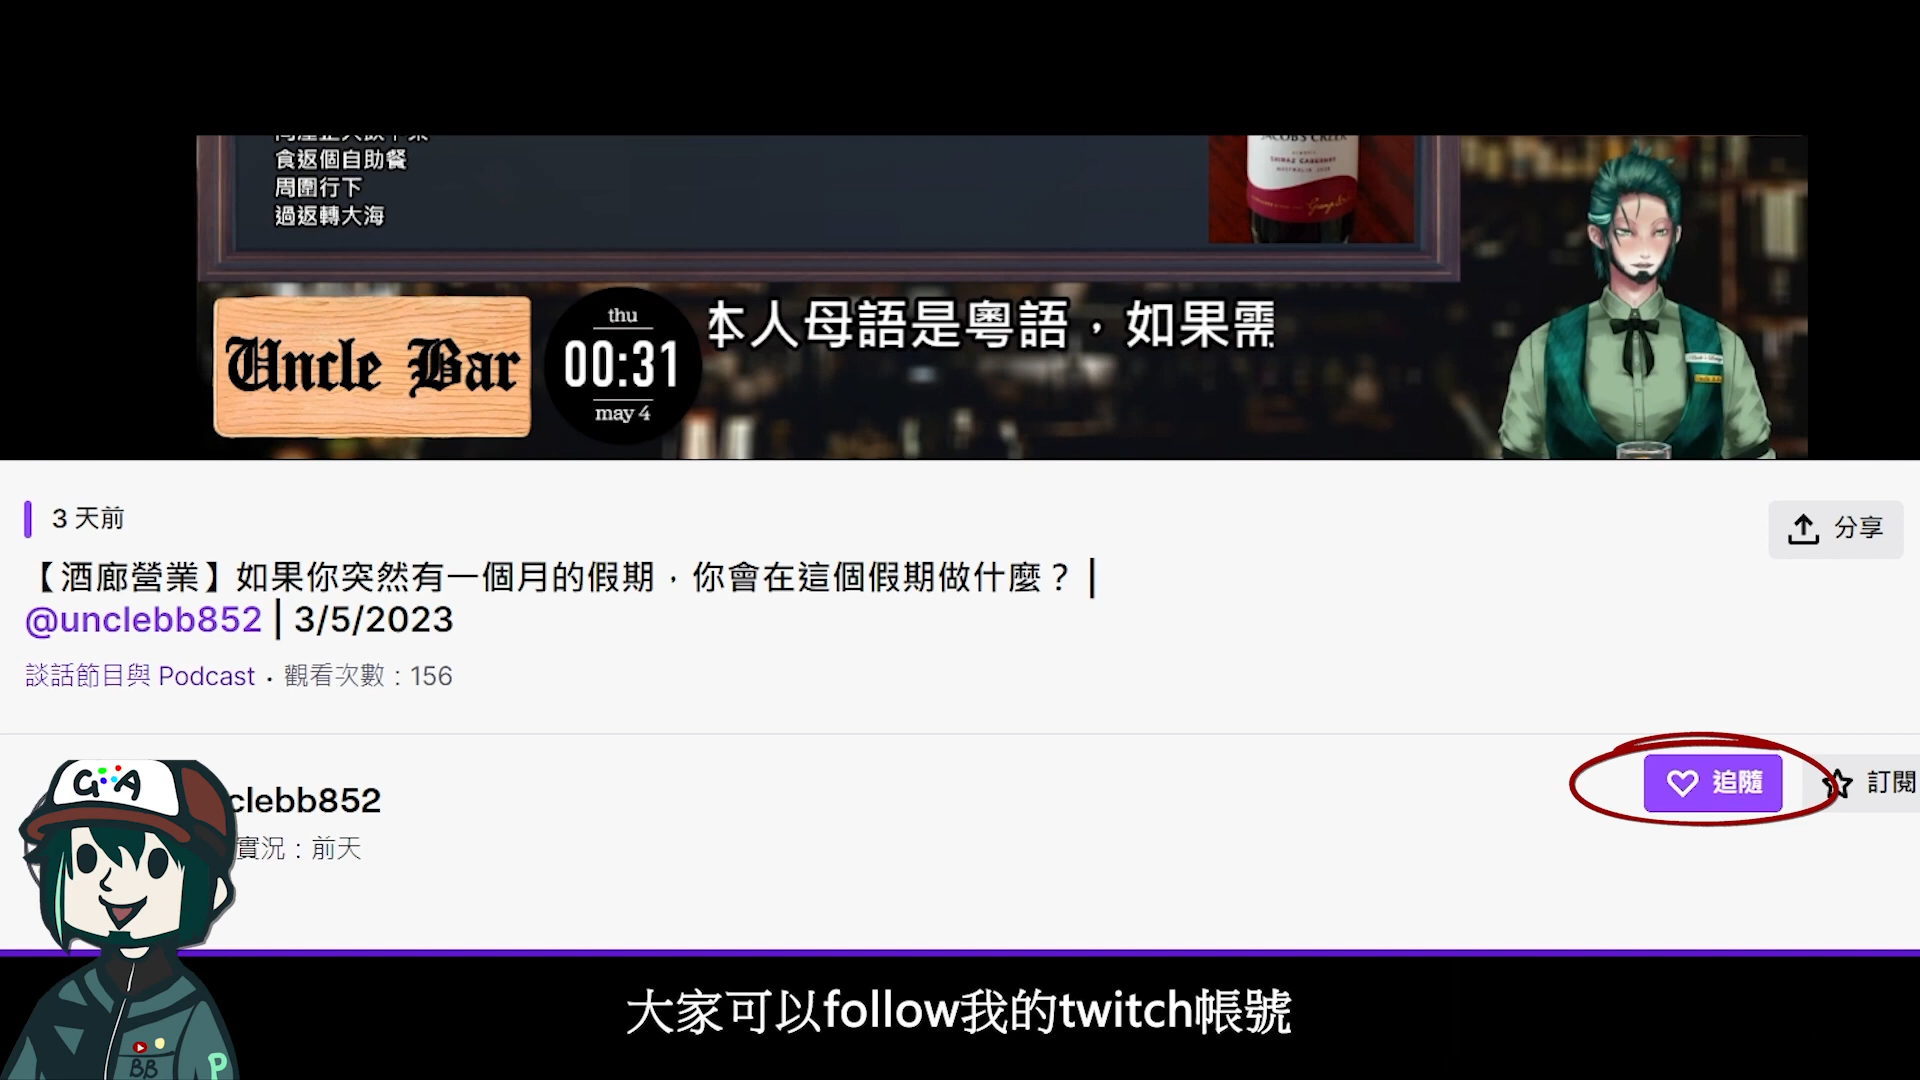 食返個自助餐
周圍行下
過返轉大海
JACOB'S CREEK
SHIRAZ CABERNET
Uncle Bar
thu
00:31
may 4
本人母語是粵語，如果需
3 天前
分享
【酒廊營業】如果你突然有一個月的假期，你會在這個假期做什麼？ |
@unclebb852 | 3/5/2023
談話節目與 Podcast · 觀看次數：156
G::A
clebb852
追隨
訂閱
實況：前天
BB
P
大家可以follow我的twitch帳號